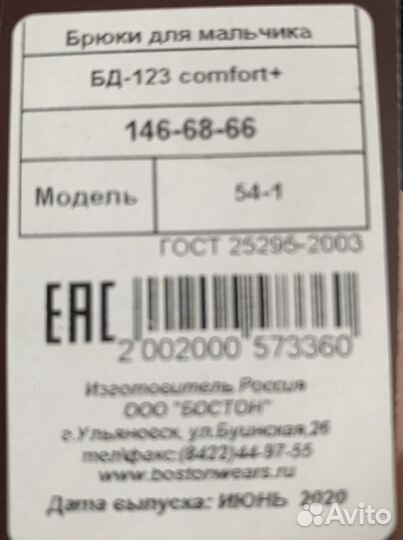 Брюки для мальчика
БД-123 comfort+
146-68-66
Модель 54-1
ГОСТ 25295-2003
ЕАС
2 002000 573360
Изготовитель Россия
ООО "БОСТОН"
г.Ульяновск, ул.Буинская,26
тел/факс:(8422)44-97-55
www.bostonwears.ru
Дата выпуска: ИЮНЬ 2020
Avito